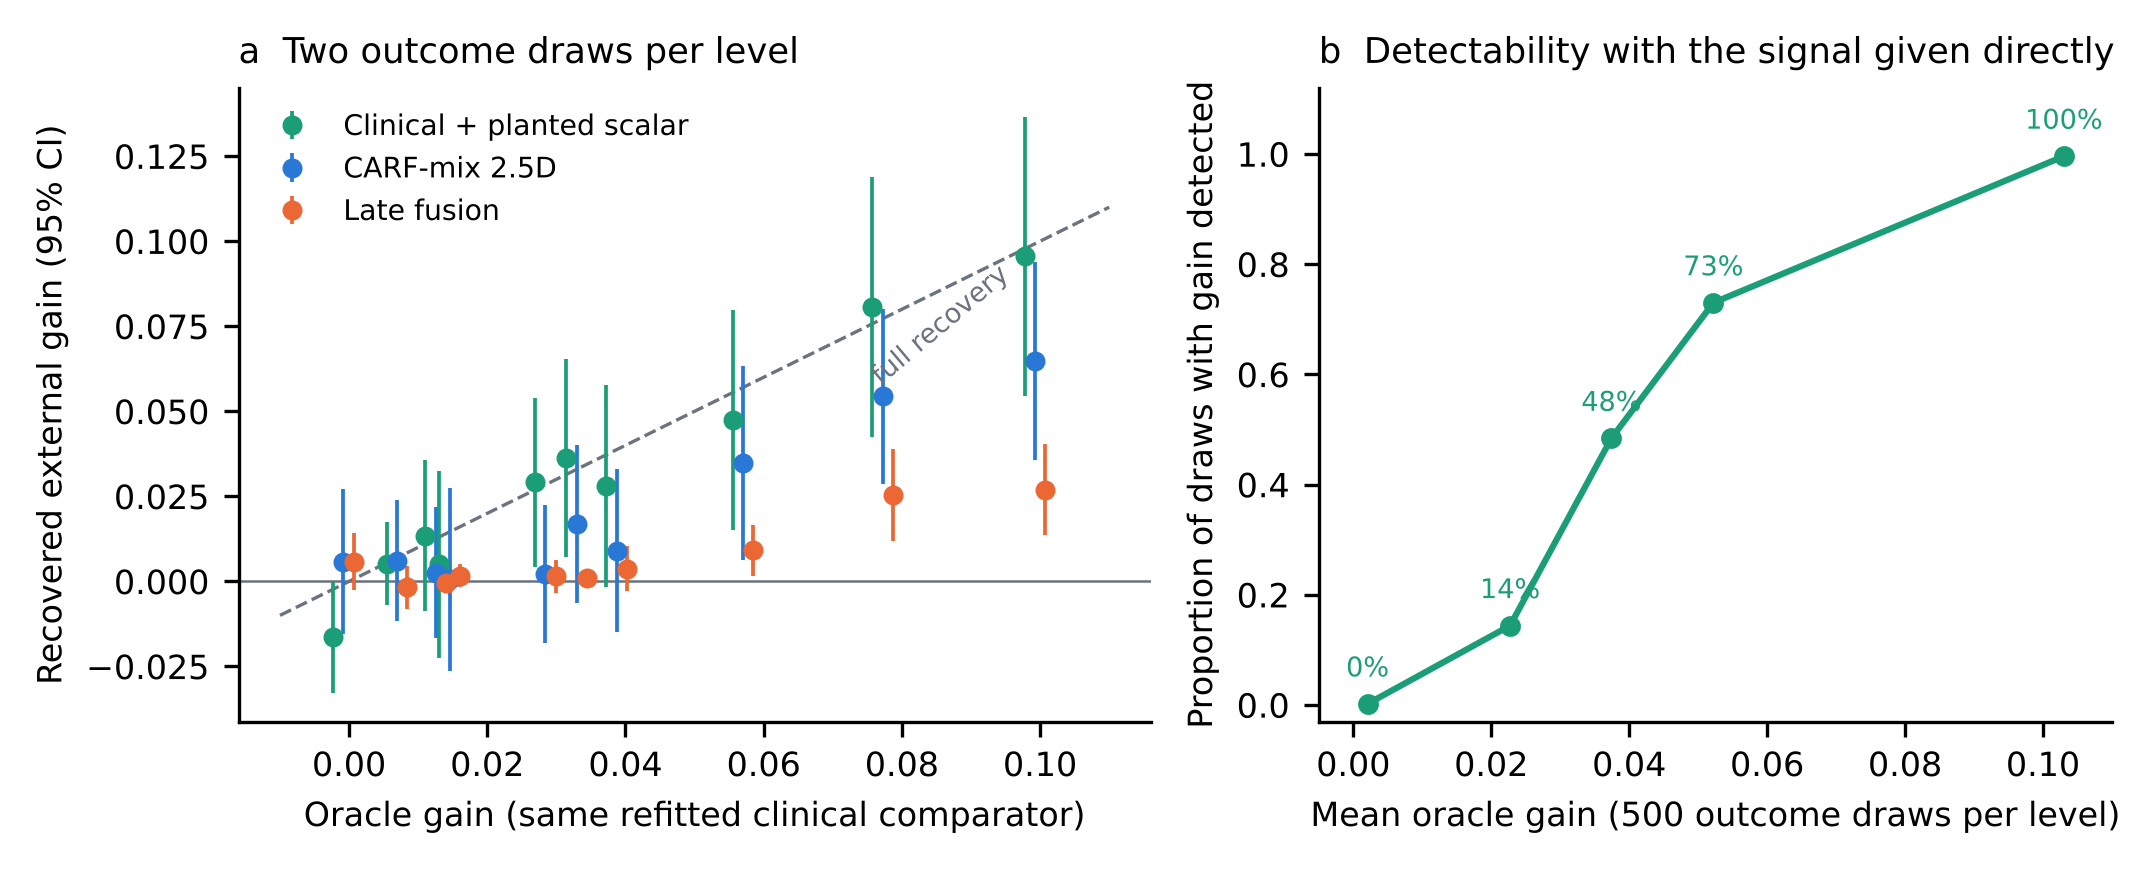 a Two outcome draws per level
Clinical + planted scalar
CARF-mix 2.5D
Late fusion
full recovery
Recovered external gain (95% CI)
0.125
0.100
0.075
0.050
0.025
0.000
−0.025
0.00 0.02 0.04 0.06 0.08 0.10
Oracle gain (same refitted clinical comparator)
b Detectability with the signal given directly
Proportion of draws with gain detected
1.0
0.8
0.6
0.4
0.2
0.0
0%
14%
48%
73%
100%
0.00 0.02 0.04 0.06 0.08 0.10
Mean oracle gain (500 outcome draws per level)